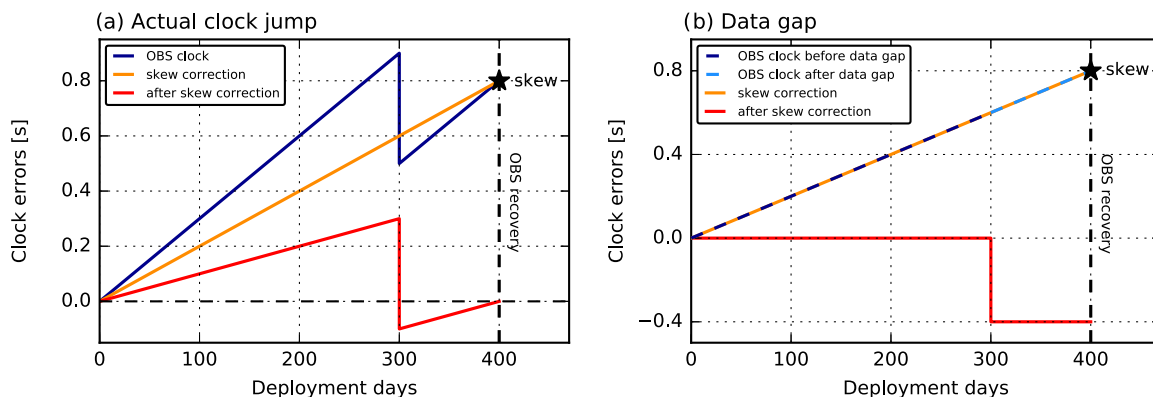 (a) Actual clock jump
OBS clock
skew correction
after skew correction
skew
OBS recovery
0.8
0.6
0.4
0.2
0.0
Clock errors [s]
0
100
200
300
400
Deployment days
(b) Data gap
OBS clock before data gap
OBS clock after data gap
skew correction
after skew correction
skew
OBS recovery
0.8
0.4
0.0
−0.4
Clock errors [s]
0
100
200
300
400
Deployment days